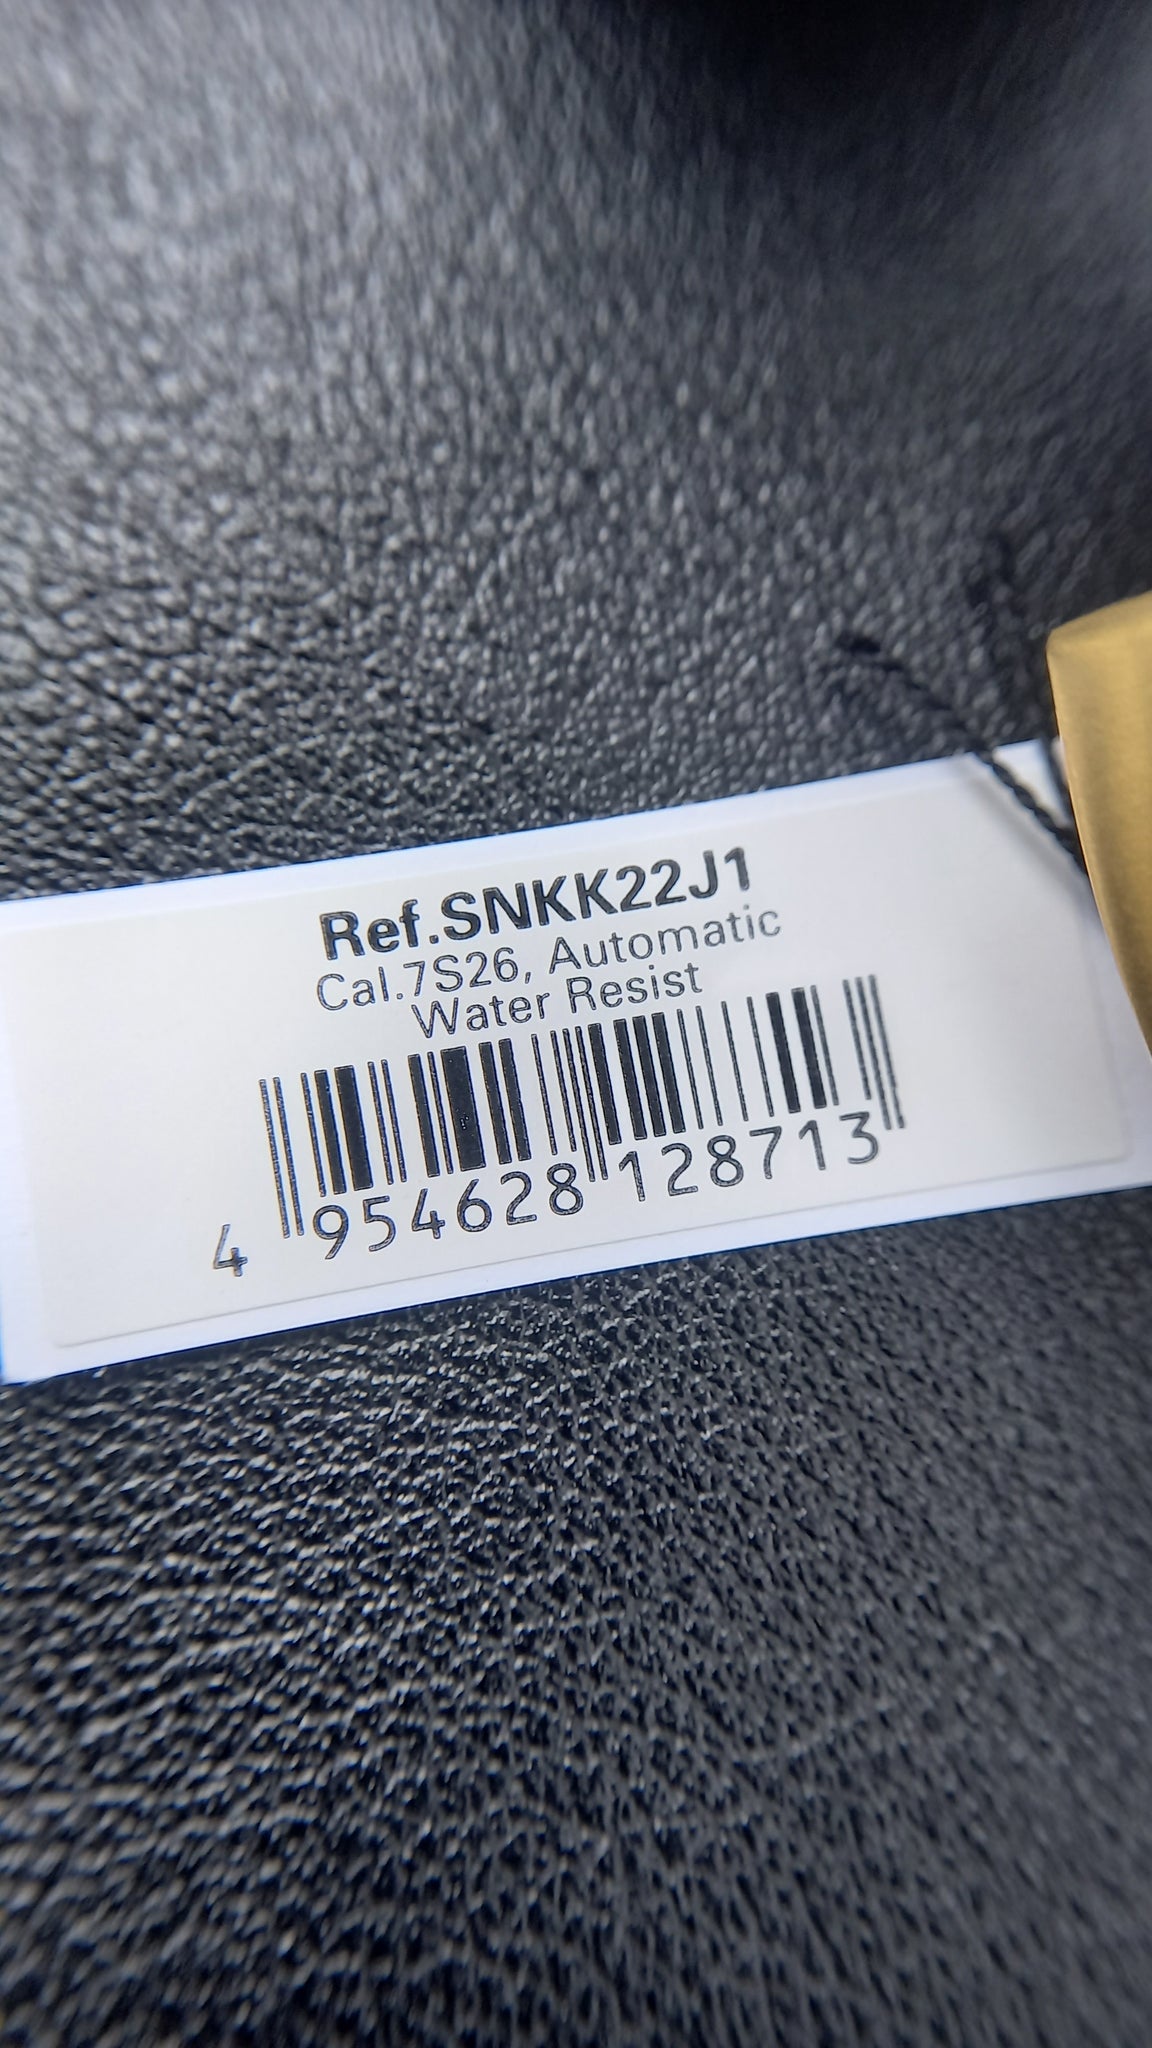 Ref.SNKK22J1
Cal.7S26, Automatic
Water Resist
4 954628 128713